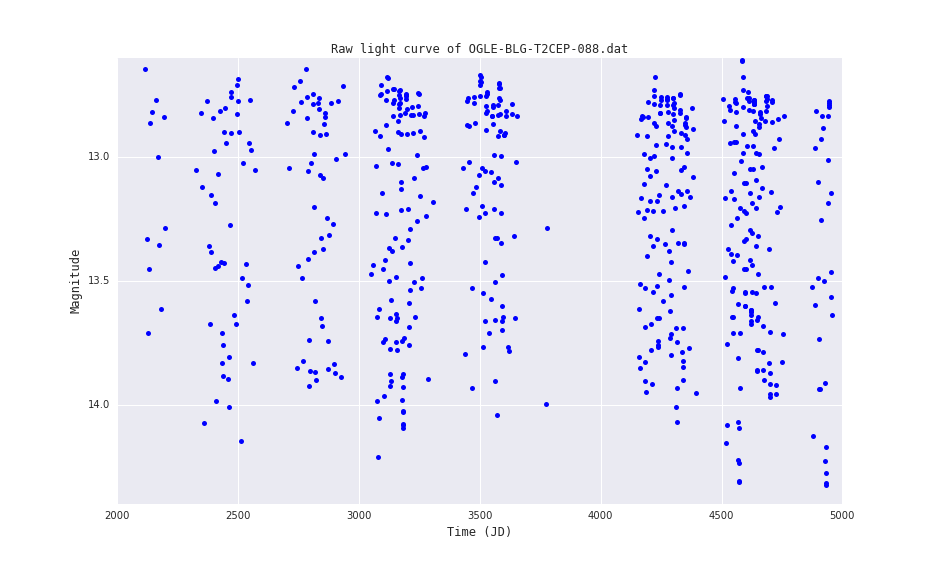 Raw light curve of OGLE-BLG-T2CEP-088.dat
13.0
13.5
14.0
Magnitude
2000 2500 3000 3500 4000 4500 5000
Time (JD)